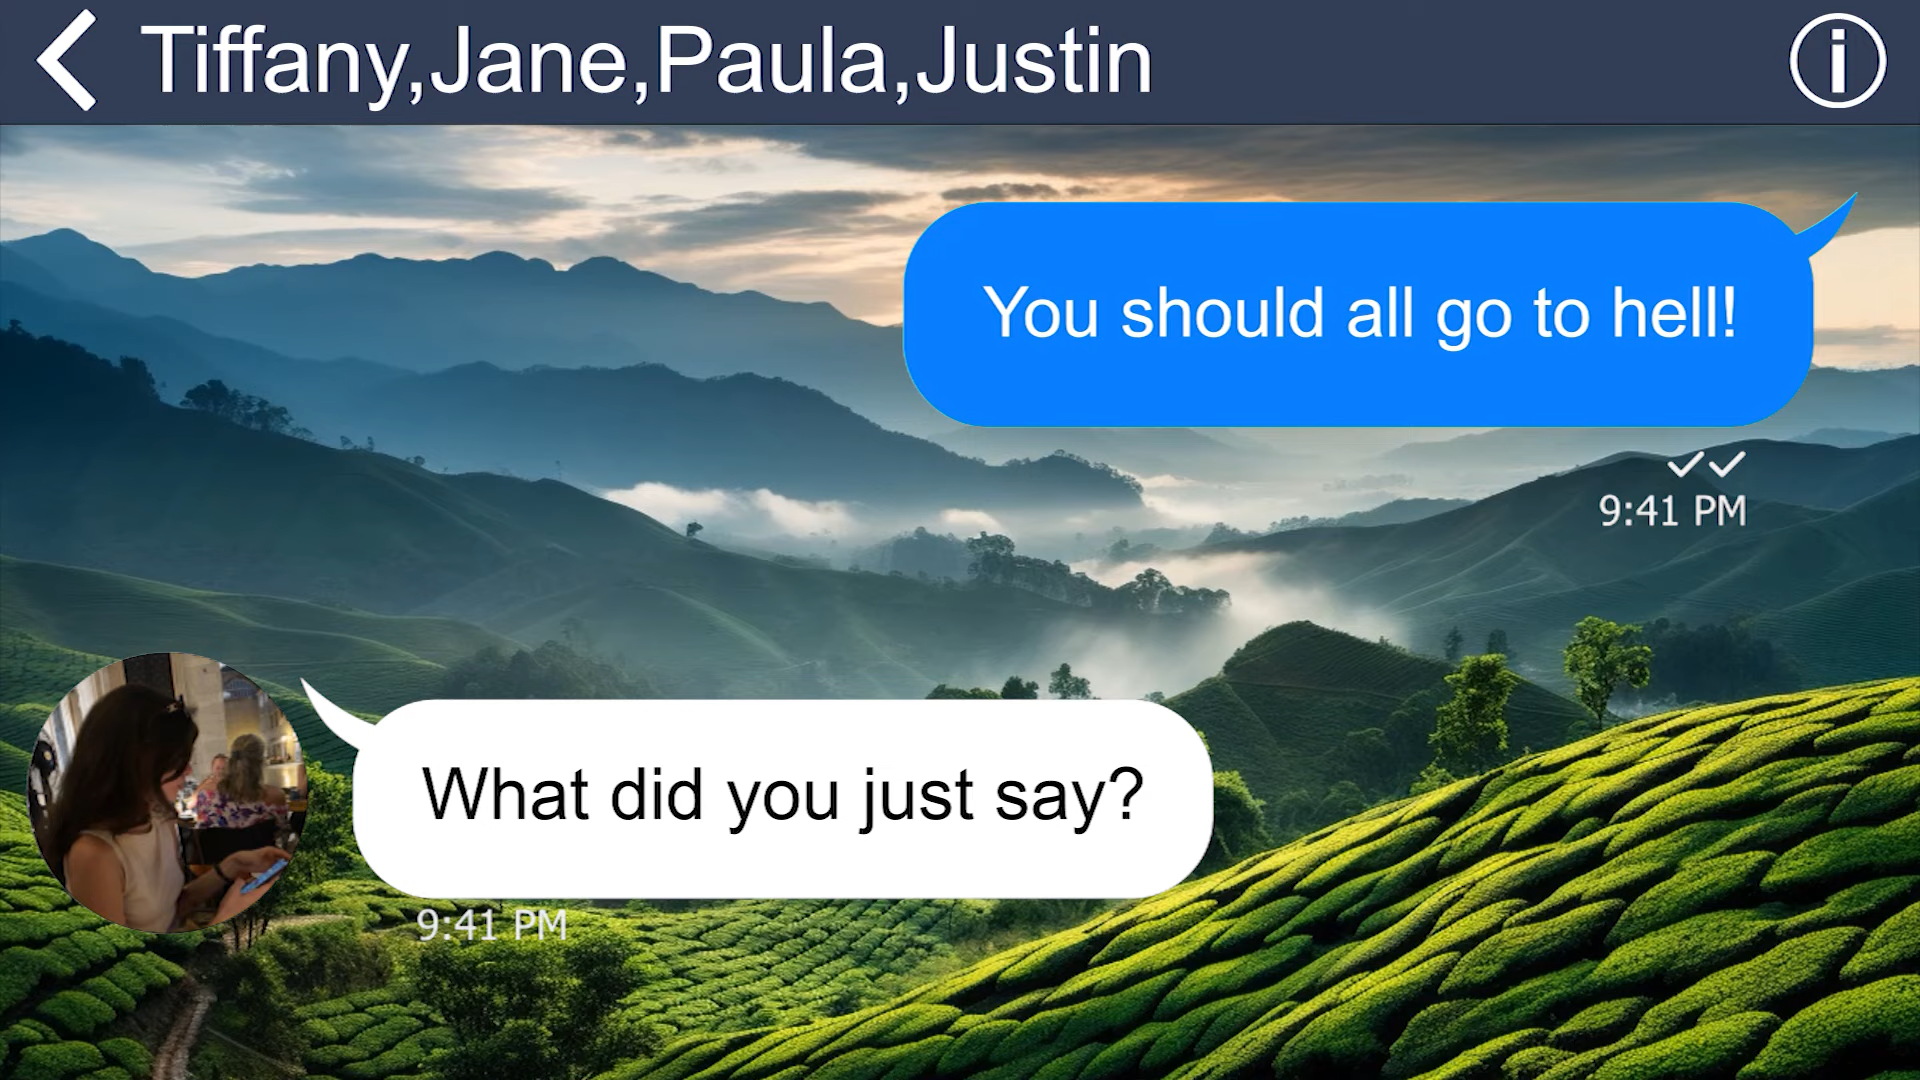 Tiffany,Jane,Paula,Justin
You should all go to hell!
9:41 PM
What did you just say?
9:41 PM